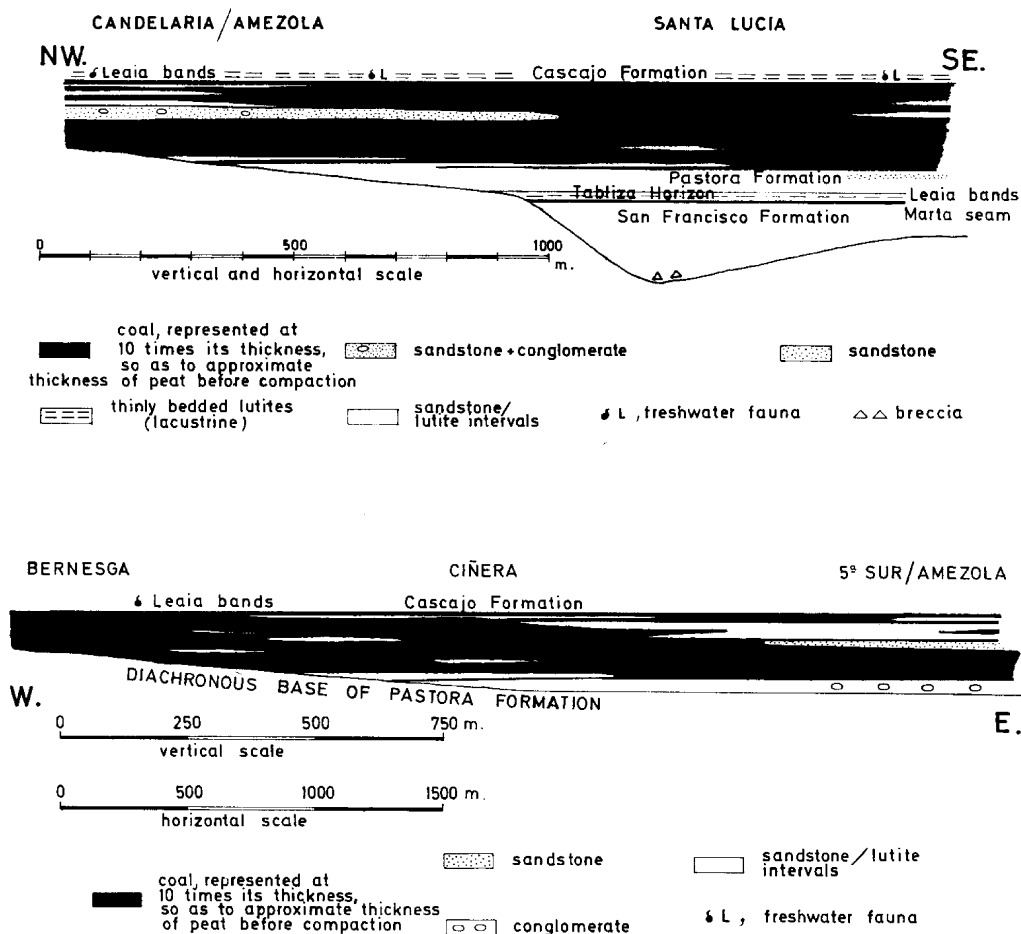 CANDELARIA/AMEZOLA SANTA LUCIA
NW. SE.
Leaia bands L Cascajo Formation L
Pastora Formation
Tabliza Horizon Leaia bands
San Francisco Formation Marta seam
0 500 1000
m.
vertical and horizontal scale
coal, represented at
10 times its thickness,
so as to approximate
thickness of peat before compaction
sandstone+conglomerate
sandstone
thinly bedded lutites
(lacustrine)
sandstone/
lutite intervals
L, freshwater fauna
breccia
BERNESGA CIÑERA 5ª SUR/AMEZOLA
Leaia bands Cascajo Formation
DIACHRONOUS BASE OF PASTORA FORMATION
W. E.
0 250 500 750 m.
vertical scale
0 500 1000 1500 m.
horizontal scale
sandstone
sandstone/lutite
intervals
coal, represented at
10 times its thickness,
so as to approximate thickness
of peat before compaction
conglomerate
L, freshwater fauna